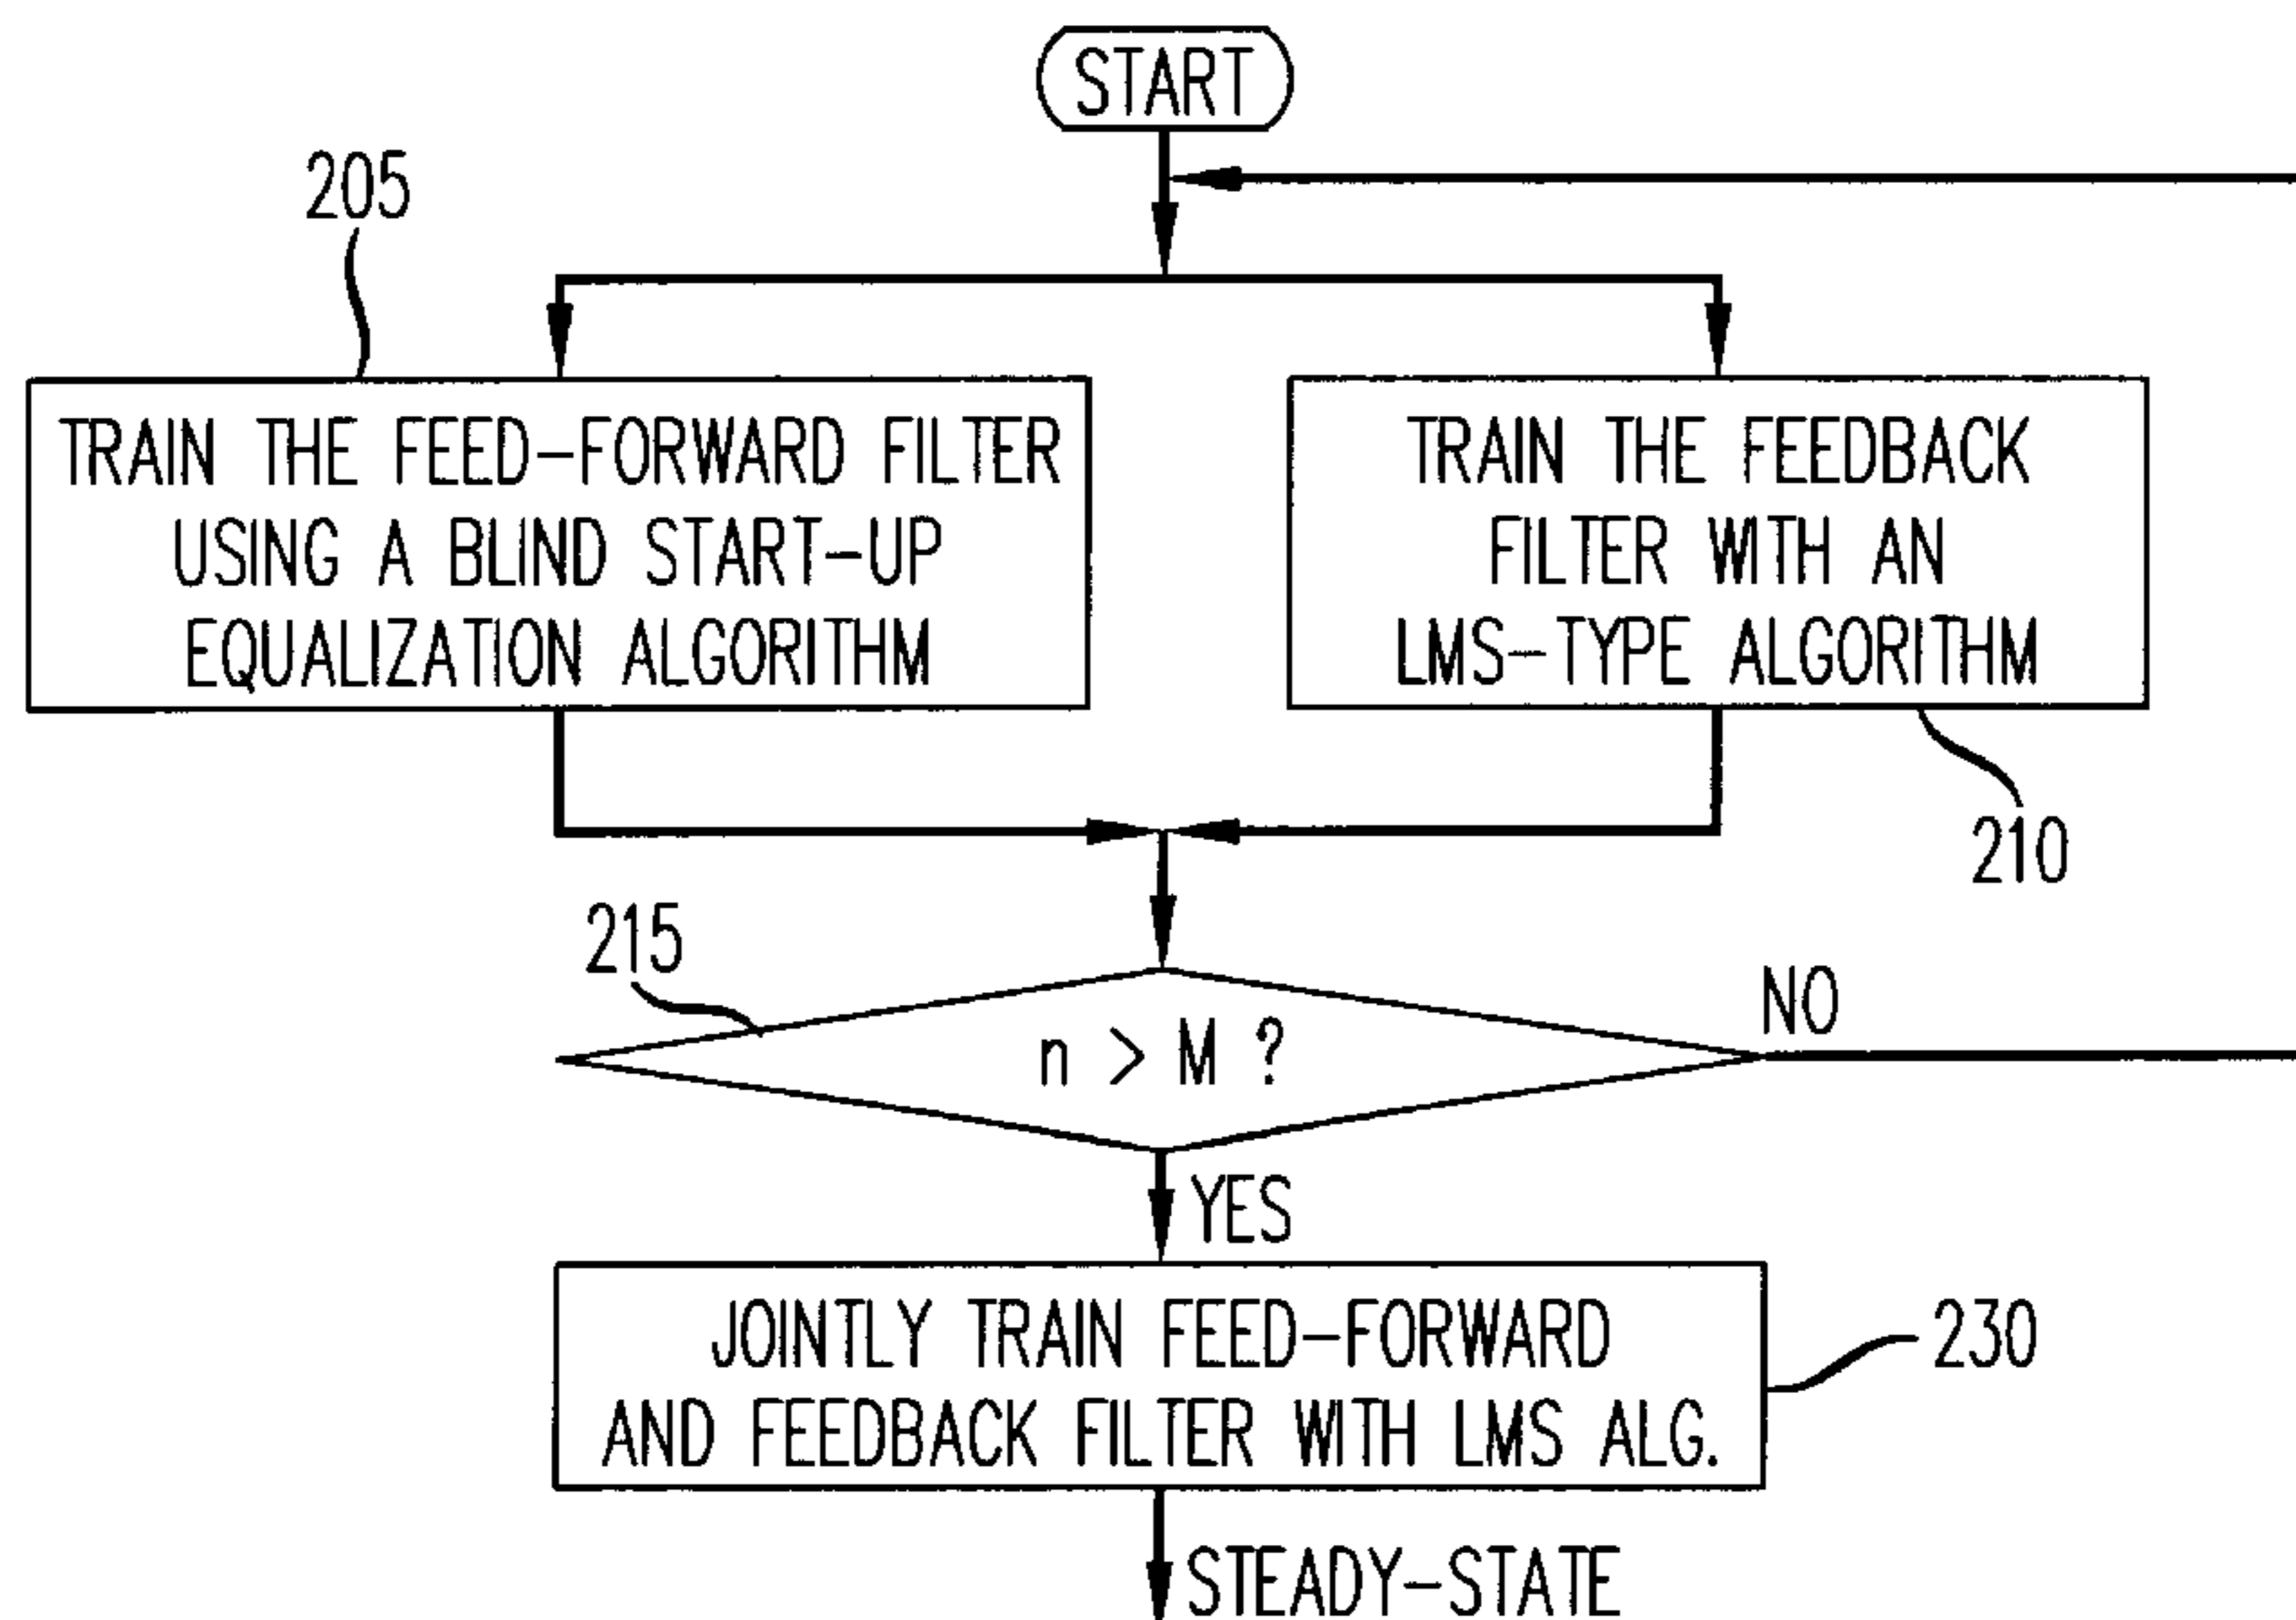 START
205
TRAIN THE FEED-FORWARD FILTER
USING A BLIND START-UP
EQUALIZATION ALGORITHM
TRAIN THE FEEDBACK
FILTER WITH AN
LMS-TYPE ALGORITHM
210
215
n > M ?
NO
YES
JOINTLY TRAIN FEED-FORWARD
AND FEEDBACK FILTER WITH LMS ALG.
230
STEADY-STATE